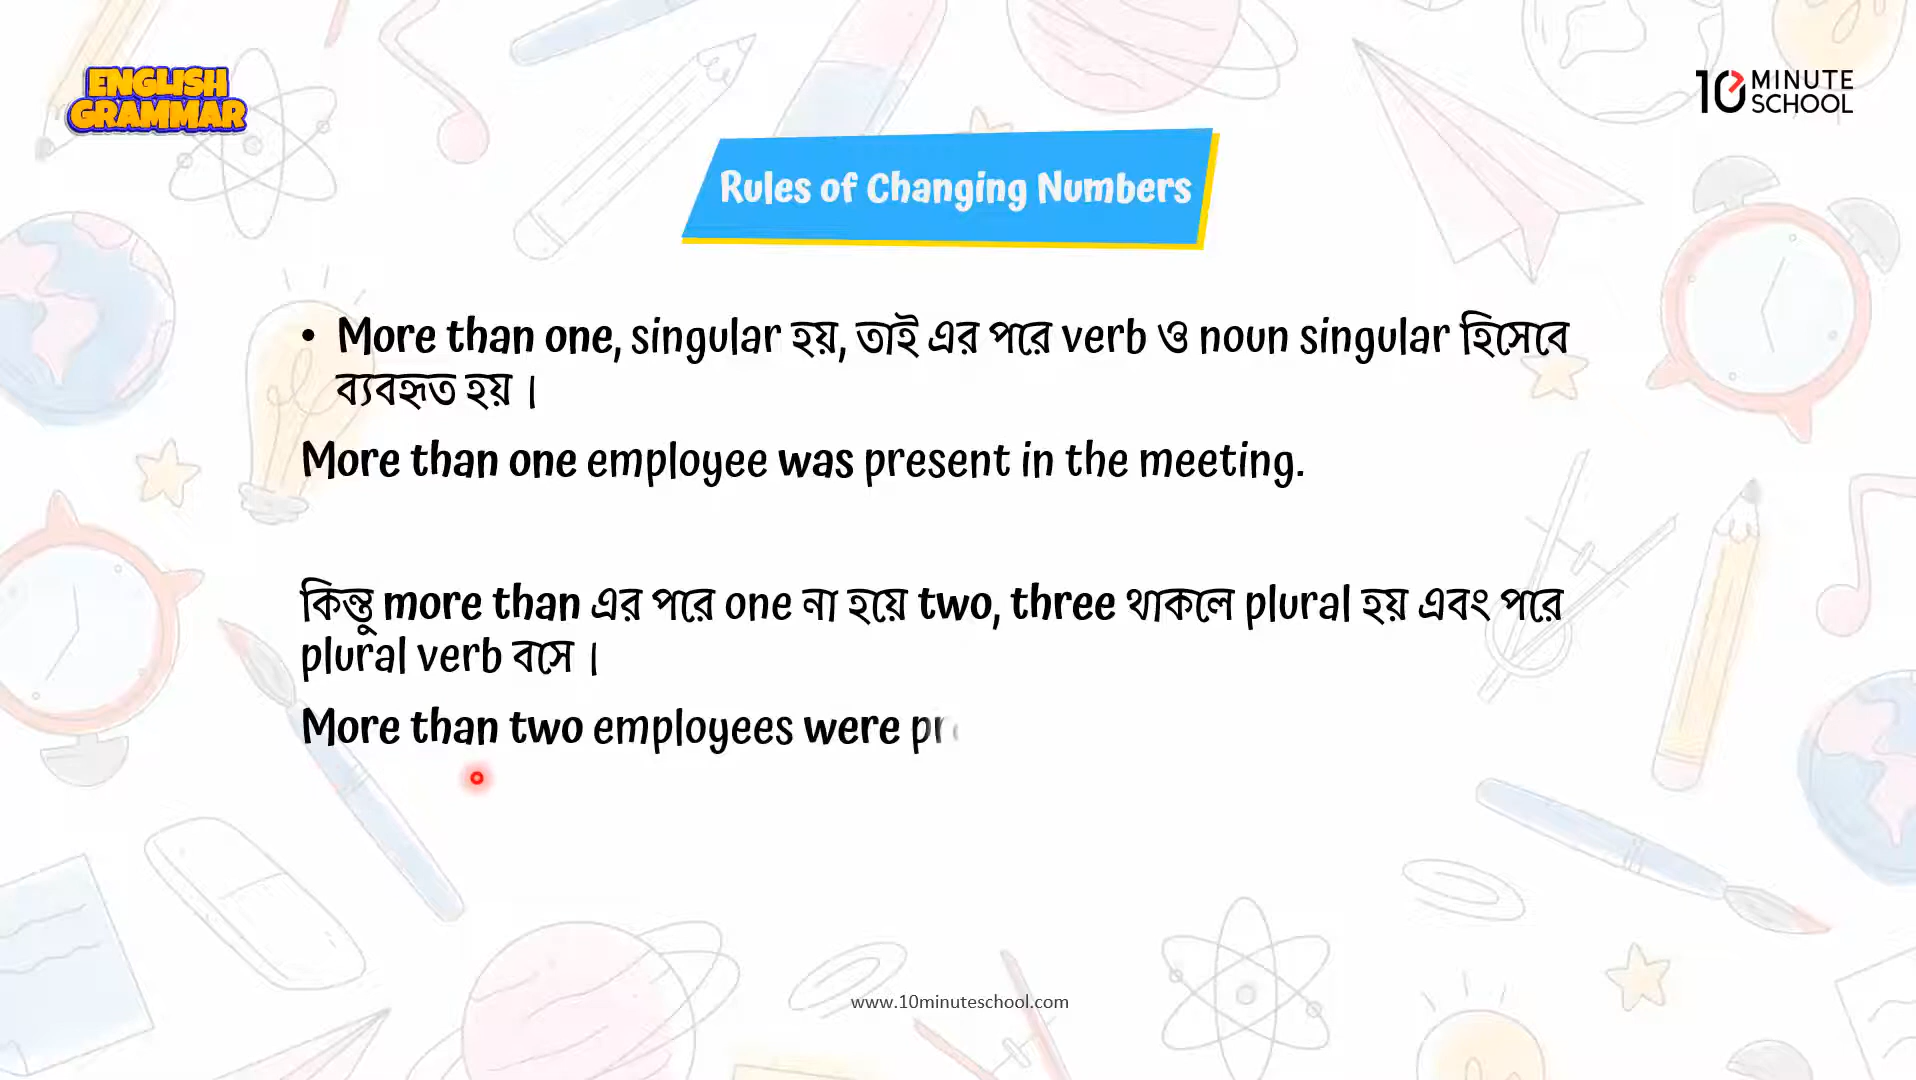 ENGLISH
GRAMMAR
10 MINUTE
SCHOOL
Rules of Changing Numbers
• More than one, singular হয়, তাই এর পরে verb ও noun singular হিসেবে
ব্যবহৃত হয় ।
More than one employee was present in the meeting.
কিন্তু more than এর পরে one না হয়ে two, three থাকলে plural হয় এবং পরে
plural verb বসে ।
More than two employees were
www.10minuteschool.com